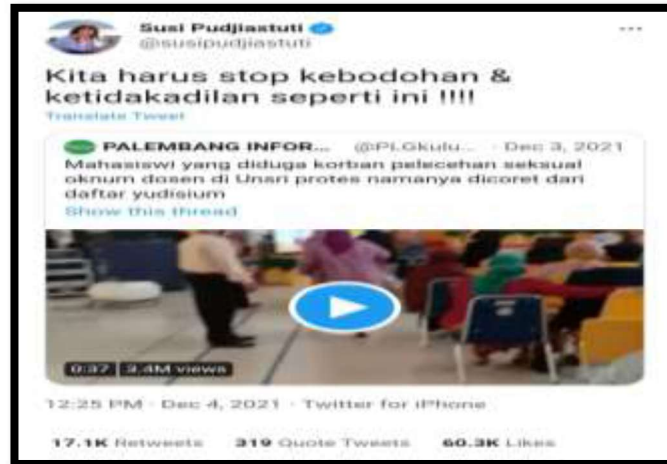 Susi Pudjiastuti
@susipudjiastuti
Kita harus stop kebodohan &
ketidakadilan seperti ini !!!!
Translate Tweet
PALEMBANG INFOR... @PLGkulu... · Dec 3, 2021
Mahasiswi yang diduga korban pelecehan seksual
oknum dosen di Unsri protes namanya dicoret dari
daftar yudisium
Show this thread
0:37 3.4M views
12:25 PM · Dec 4, 2021 · Twitter for iPhone
17.1K Retweets 319 Quote Tweets 60.3K Likes